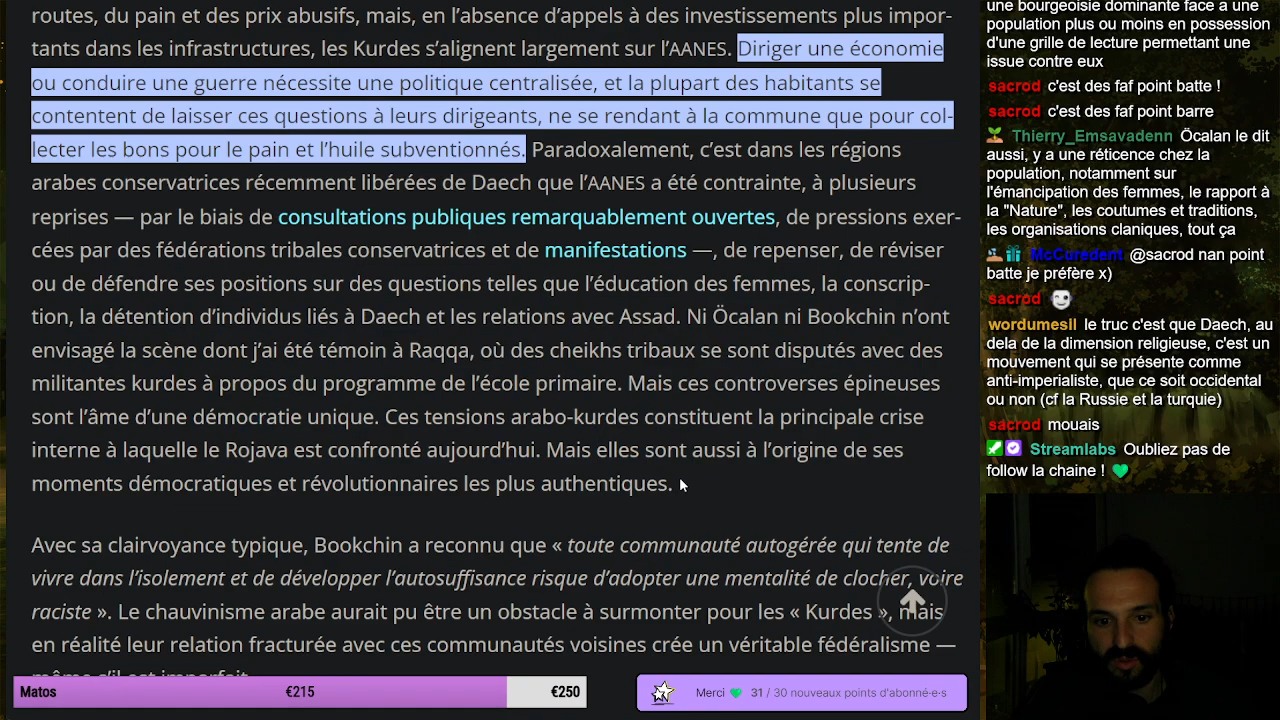 routes, du pain et des prix abusifs, mais, en l’absence d’appels à des investissements plus impor-
tants dans les infrastructures, les Kurdes s’alignent largement sur l’AANES. Diriger une économie
ou conduire une guerre nécessite une politique centralisée, et la plupart des habitants se
contentent de laisser ces questions à leurs dirigeants, ne se rendant à la commune que pour col-
lecter les bons pour le pain et l’huile subventionnés. Paradoxalement, c’est dans les régions
arabes conservatrices récemment libérées de Daech que l’AANES a été contrainte, à plusieurs
reprises — par le biais de consultations publiques remarquablement ouvertes, de pressions exer-
cées par des fédérations tribales conservatrices et de manifestations —, de repenser, de réviser
ou de défendre ses positions sur des questions telles que l’éducation des femmes, la conscrip-
tion, la détention d’individus liés à Daech et les relations avec Assad. Ni Öcalan ni Bookchin n’ont
envisagé la scène dont j’ai été témoin à Raqqa, où des cheikhs tribaux se sont disputés avec des
militantes kurdes à propos du programme de l’école primaire. Mais ces controverses épineuses
sont l’âme d’une démocratie unique. Ces tensions arabo-kurdes constituent la principale crise
interne à laquelle le Rojava est confronté aujourd’hui. Mais elles sont aussi à l’origine de ses
moments démocratiques et révolutionnaires les plus authentiques.
Avec sa clairvoyance typique, Bookchin a reconnu que « toute communauté autogérée qui tente de
vivre dans l’isolement et de développer l’autosuffisance risque d’adopter une mentalité de clocher, voire
raciste ». Le chauvinisme arabe aurait pu être un obstacle à surmonter pour les « Kurdes », mais
en réalité leur relation fracturée avec ces communautés voisines crée un véritable fédéralisme —
même s’il est imparfait
Matos €215 €250
Merci 31 / 30 nouveaux points d'abonné·e·s
une bourgeoisie dominante face à une
population plus ou moins en possession
d'une grille de lecture permettant une
issue contre eux
sacrod c'est des faf point batte !
sacrod c'est des faf point barre
Thierry_Emsavadenn Öcalan le dit
aussi, y a une réticence chez la
population, notamment sur
l'émancipation des femmes, le rapport à
la "Nature", les coutumes et traditions,
les organisations claniques, tout ça
McCuredent @sacrod nan point
batte je préfère x)
sacrod
wordumesil le truc c'est que Daech, au
dela de la dimension religieuse, c'est un
mouvement qui se présente comme
anti-imperialiste, que ce soit occidental
ou non (cf la Russie et la turquie)
sacrod mouais
Streamlabs Oubliez pas de
follow la chaine !